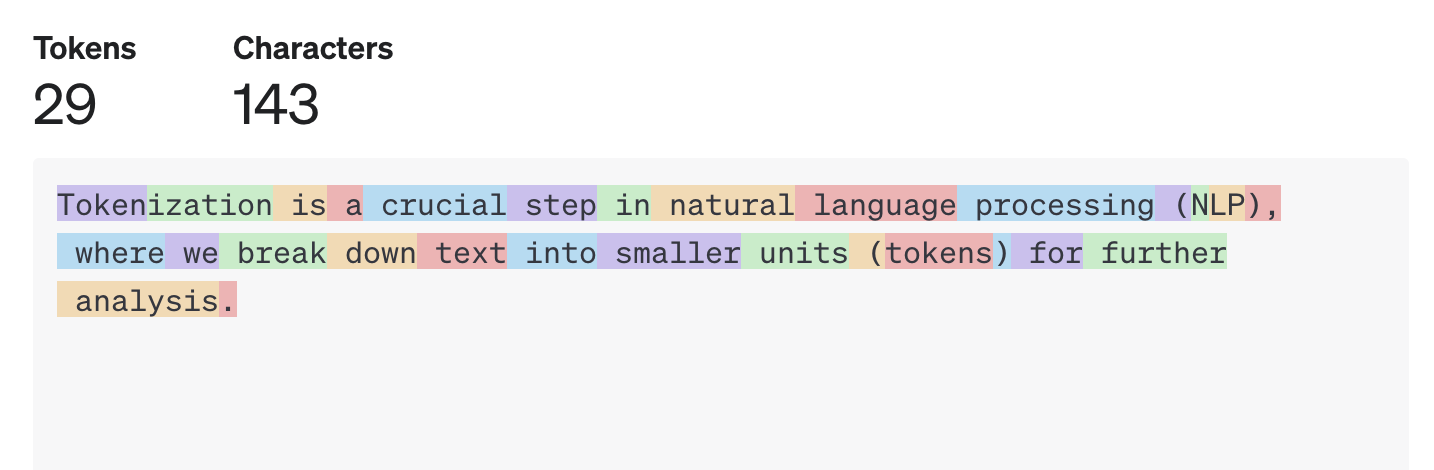 Tokens Characters
29 143
Tokenization is a crucial step in natural language processing (NLP),
where we break down text into smaller units (tokens) for further
analysis.